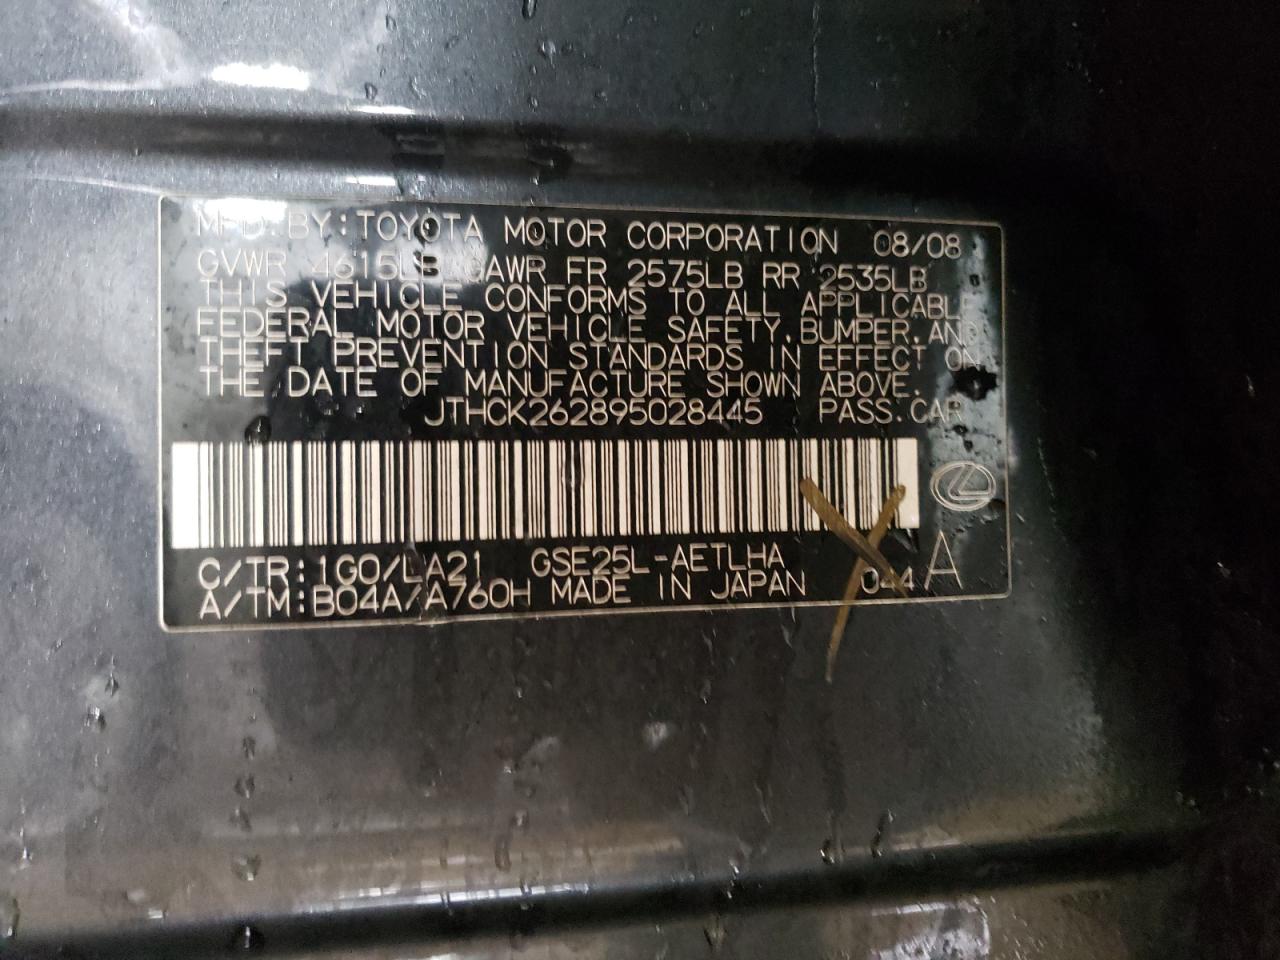 MFD.BY:TOYOTA MOTOR CORPORATION 08/08
GVWR 4615LB GAWR FR 2575LB RR 2535LB
THIS VEHICLE CONFORMS TO ALL APPLICABLE
FEDERAL MOTOR VEHICLE SAFETY,BUMPER,AND
THEFT PREVENTION STANDARDS IN EFFECT ON
THE DATE OF MANUFACTURE SHOWN ABOVE.
JTHCK262895028445 PASS.CAR
C/TR:1G0/LA21 GSE25L-AETLHA
A/TM:B04A/A760H MADE IN JAPAN 044 A